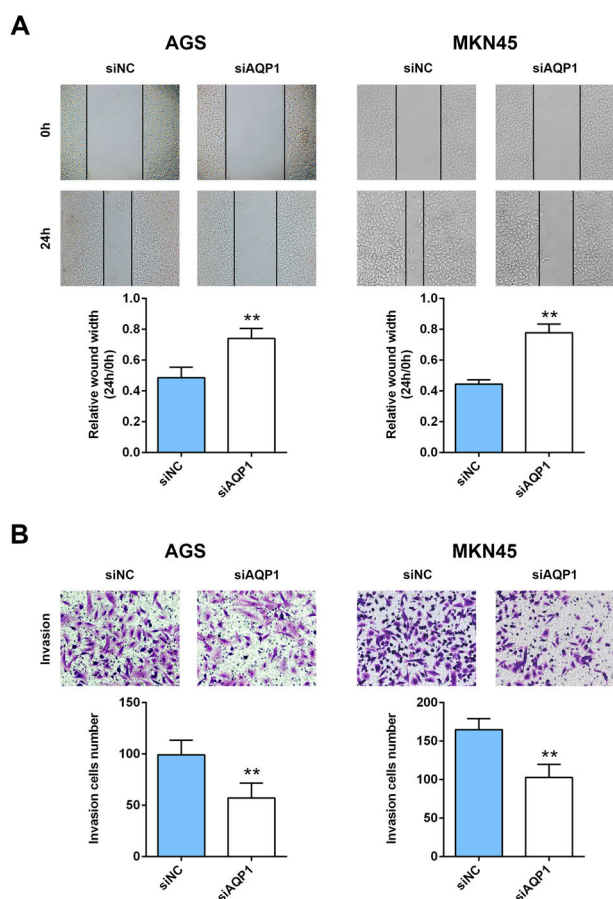 A
AGS
MKN45
siNC
siAQP1
siNC
siAQP1
0h
24h
Relative wound width
(24h/0h)
0.0
0.2
0.4
0.6
0.8
1.0
**
siNC
siAQP1
Relative wound width
(24h/0h)
0.0
0.2
0.4
0.6
0.8
1.0
**
siNC
siAQP1
B
AGS
MKN45
siNC
siAQP1
siNC
siAQP1
Invasion
Invasion cells number
0
50
100
150
**
siNC
siAQP1
Invasion cells number
0
50
100
150
200
**
siNC
siAQP1